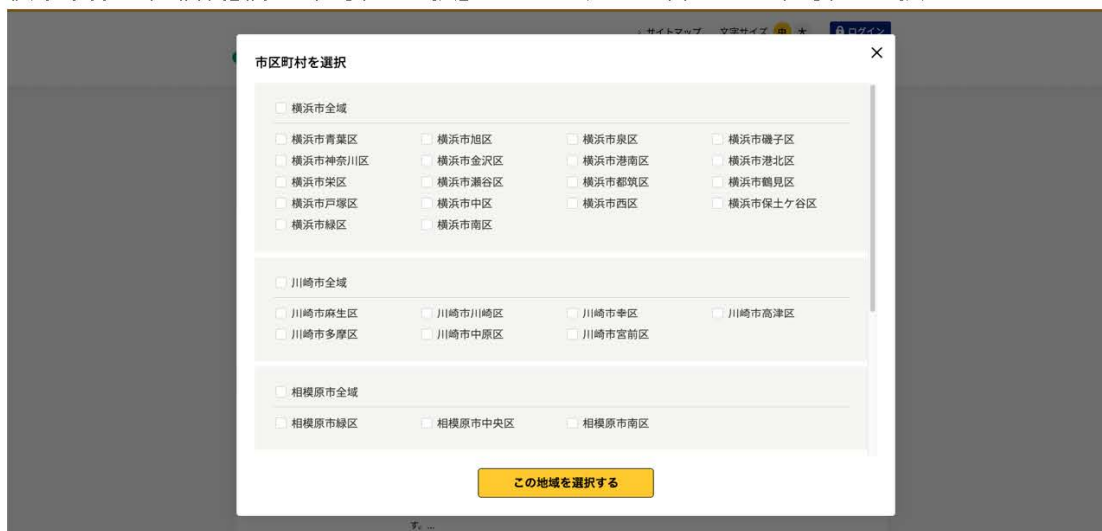 サイトマップ 文字サイズ 中 大 ログイン
市区町村を選択
横浜市全域
横浜市青葉区 横浜市旭区 横浜市泉区 横浜市磯子区
横浜市神奈川区 横浜市金沢区 横浜市港南区 横浜市港北区
横浜市栄区 横浜市瀬谷区 横浜市都筑区 横浜市鶴見区
横浜市戸塚区 横浜市中区 横浜市西区 横浜市保土ケ谷区
横浜市緑区 横浜市南区
川崎市全域
川崎市麻生区 川崎市川崎区 川崎市幸区 川崎市高津区
川崎市多摩区 川崎市中原区 川崎市宮前区
相模原市全域
相模原市緑区 相模原市中央区 相模原市南区
この地域を選択する
す。...